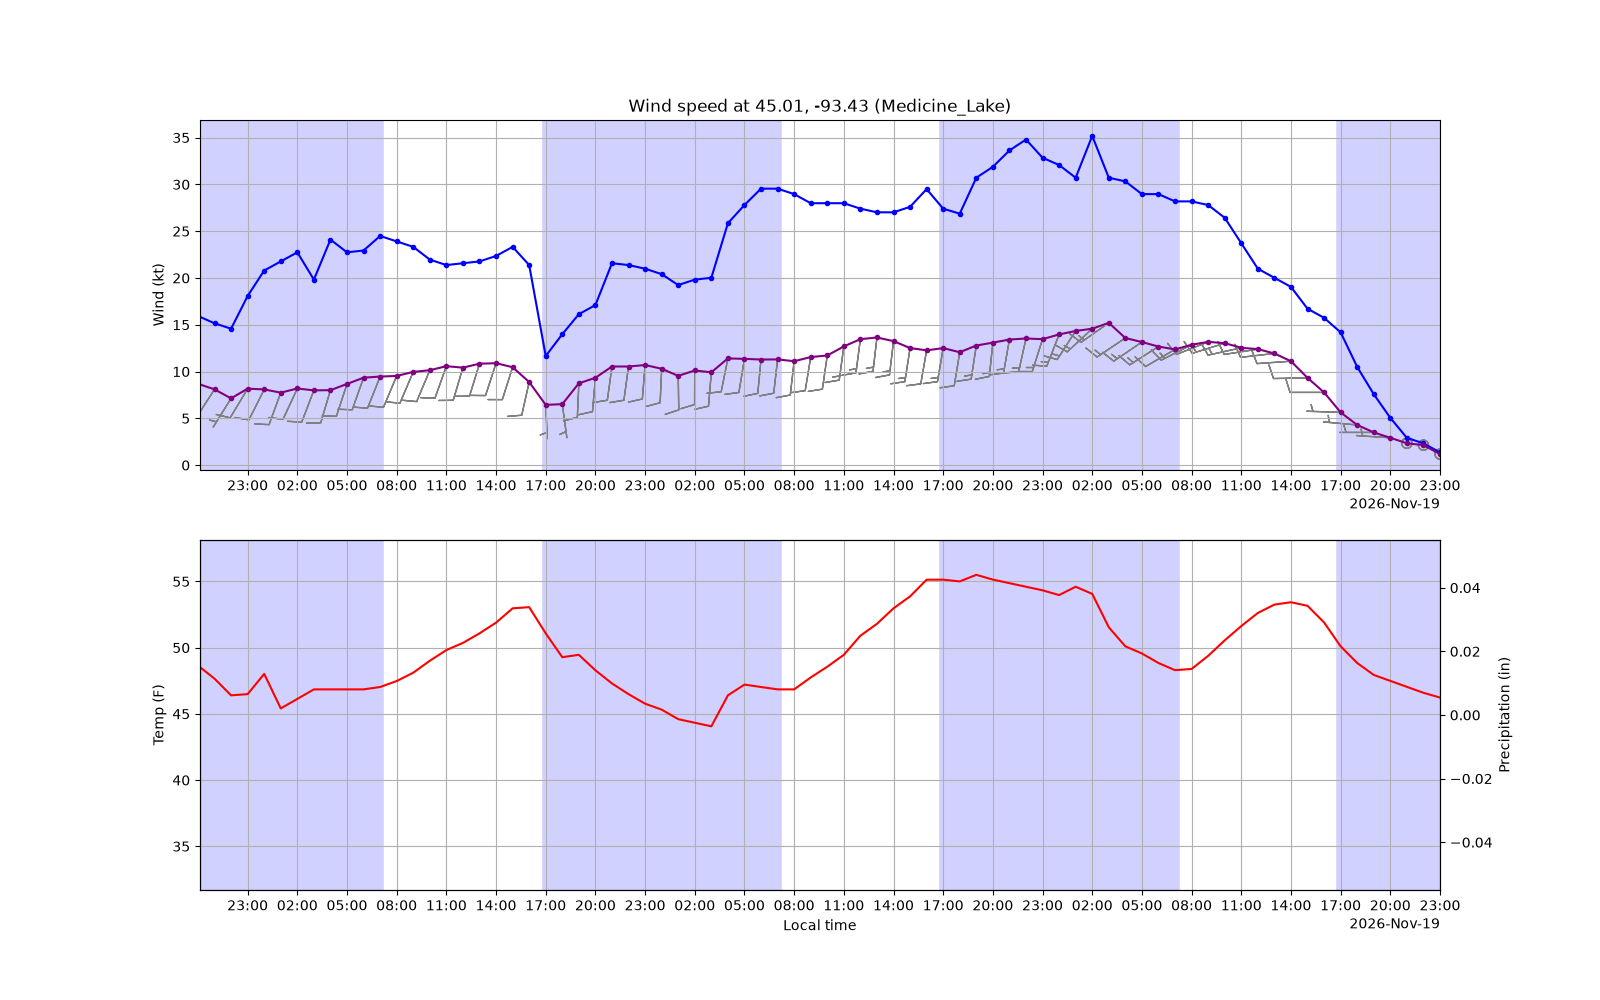 Wind speed at 45.01, -93.43 (Medicine_Lake)
35
30
25
20
15
10
5
0
Wind (kt)
23:00 02:00 05:00 08:00 11:00 14:00 17:00 20:00 23:00 02:00 05:00 08:00 11:00 14:00 17:00 20:00 23:00 02:00 05:00 08:00 11:00 14:00 17:00 20:00 23:00
2026-Nov-19
55
50
45
40
35
Temp (F)
0.04
0.02
0.00
−0.02
−0.04
Precipitation (in)
23:00 02:00 05:00 08:00 11:00 14:00 17:00 20:00 23:00 02:00 05:00 08:00 11:00 14:00 17:00 20:00 23:00 02:00 05:00 08:00 11:00 14:00 17:00 20:00 23:00
Local time
2026-Nov-19